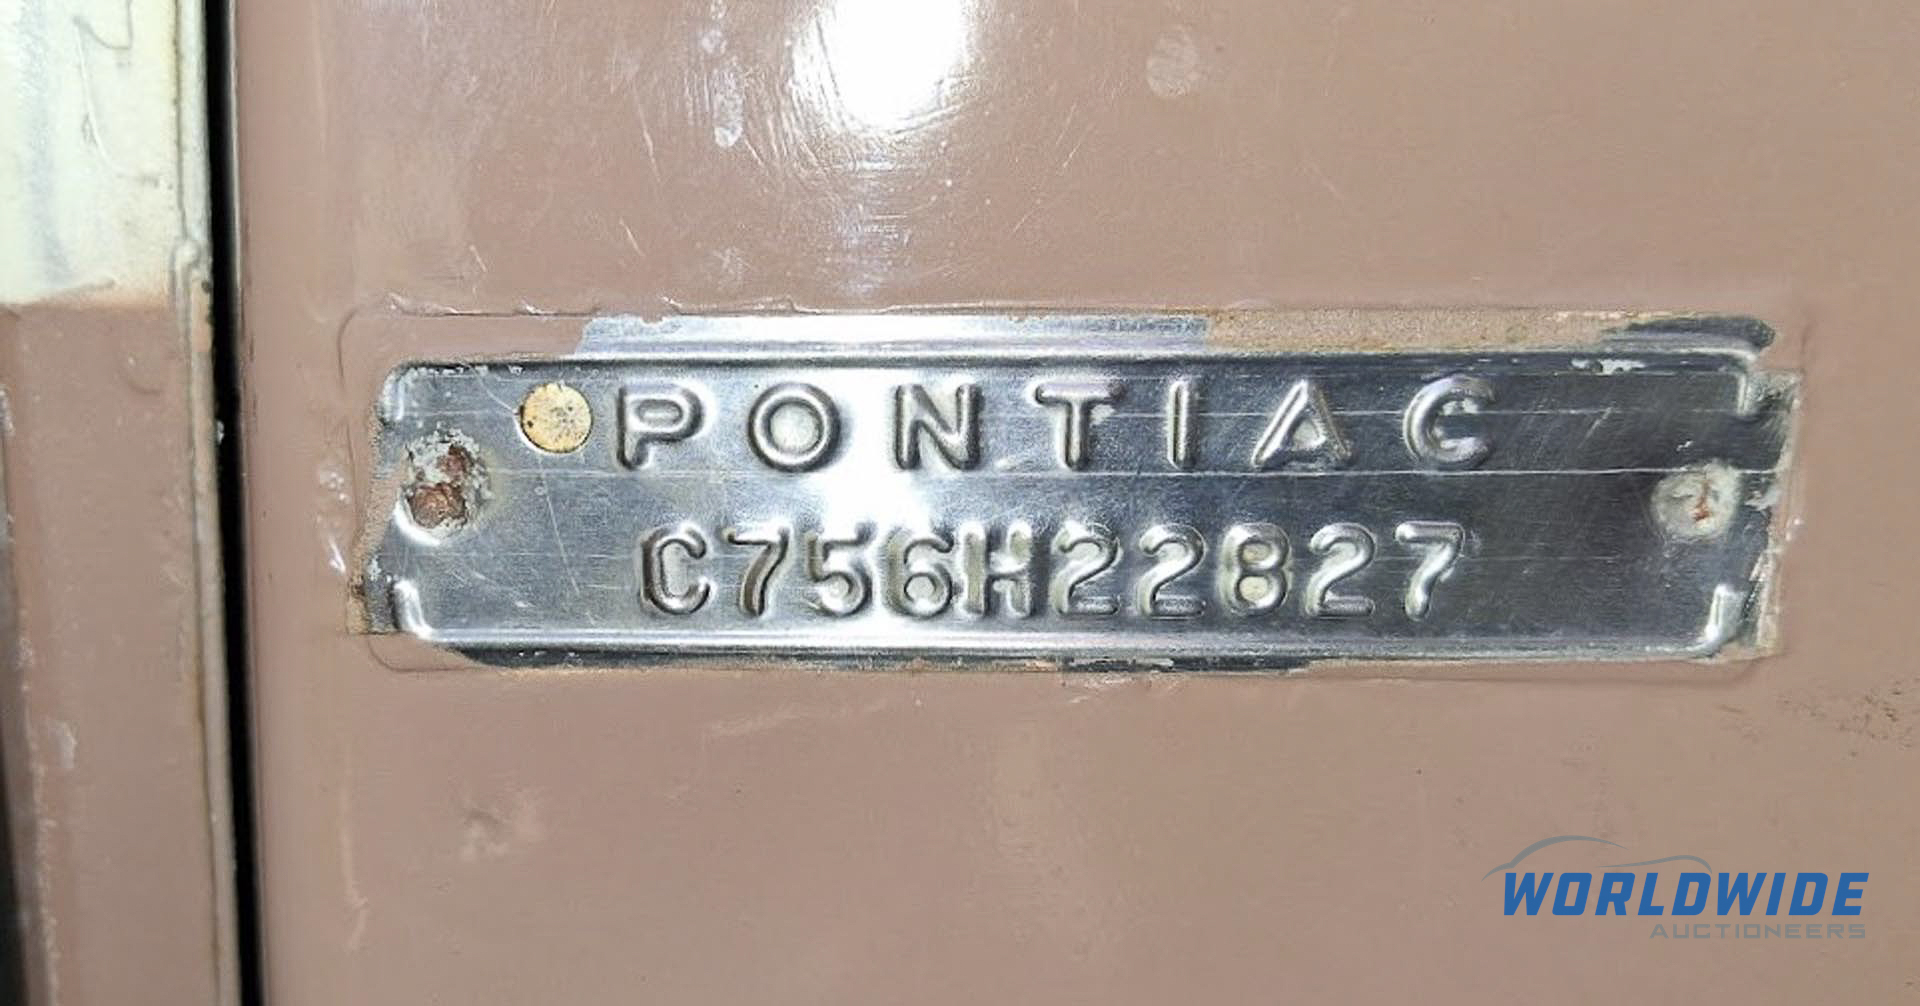 PONTIAC
C756H22827
WORLDWIDE
AUCTIONEERS